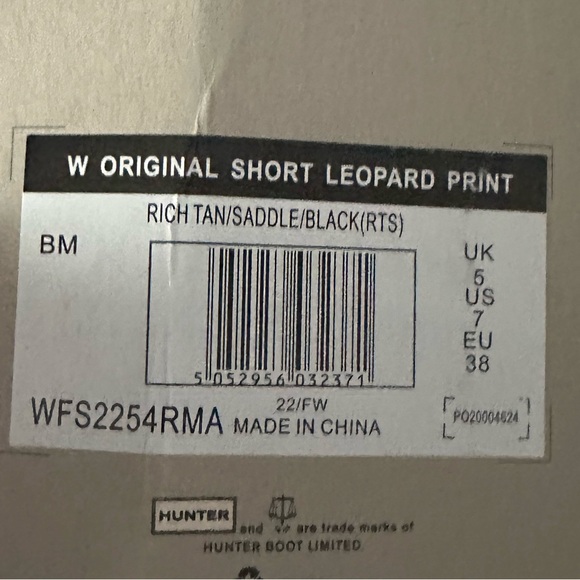 W ORIGINAL SHORT LEOPARD PRINT
RICH TAN/SADDLE/BLACK(RTS)
BM
UK
5
US
7
EU
38
5 052956 032371
22/FW
WFS2254RMA MADE IN CHINA
PO20004624
HUNTER and are trade marks of
HUNTER BOOT LIMITED